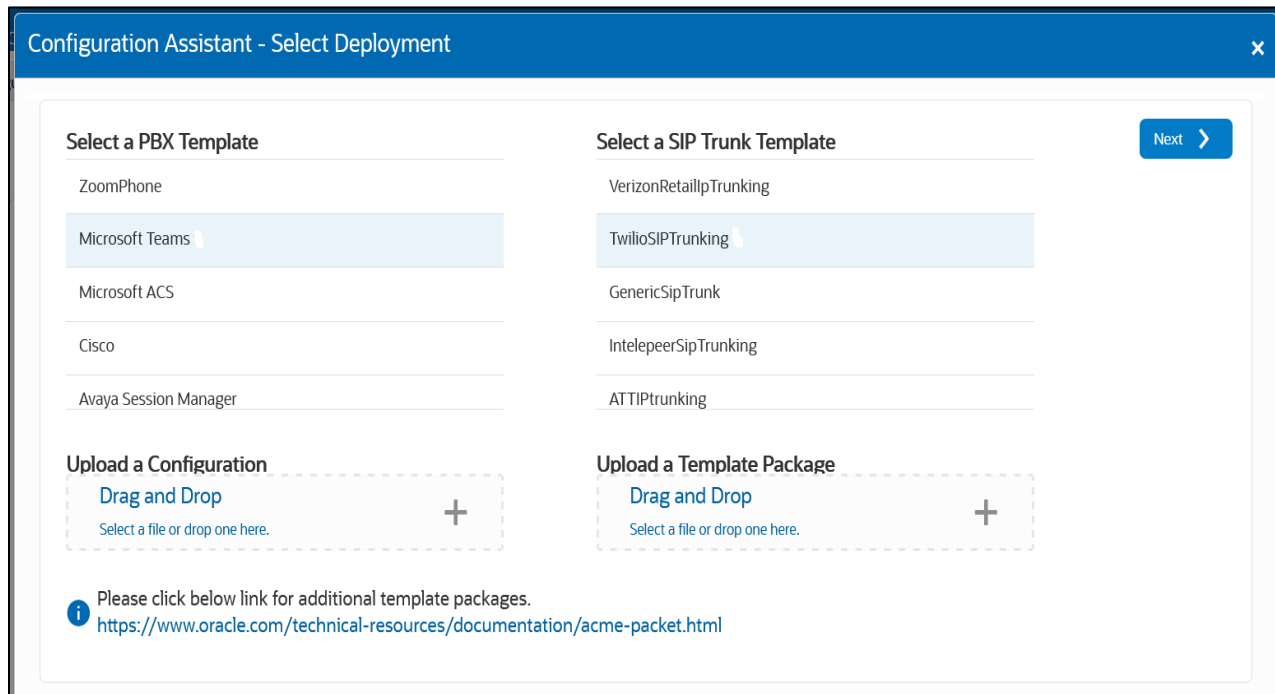 Configuration Assistant - Select Deployment
Select a PBX Template
ZoomPhone
Microsoft Teams
Microsoft ACS
Cisco
Avaya Session Manager
Select a SIP Trunk Template
VerizonRetailIpTrunking
TwilioSIPTrunking
GenericSipTrunk
IntelepeerSipTrunking
ATTIPtrunking
Next
Upload a Configuration
Drag and Drop
Select a file or drop one here.
Upload a Template Package
Drag and Drop
Select a file or drop one here.
Please click below link for additional template packages.
https://www.oracle.com/technical-resources/documentation/acme-packet.html